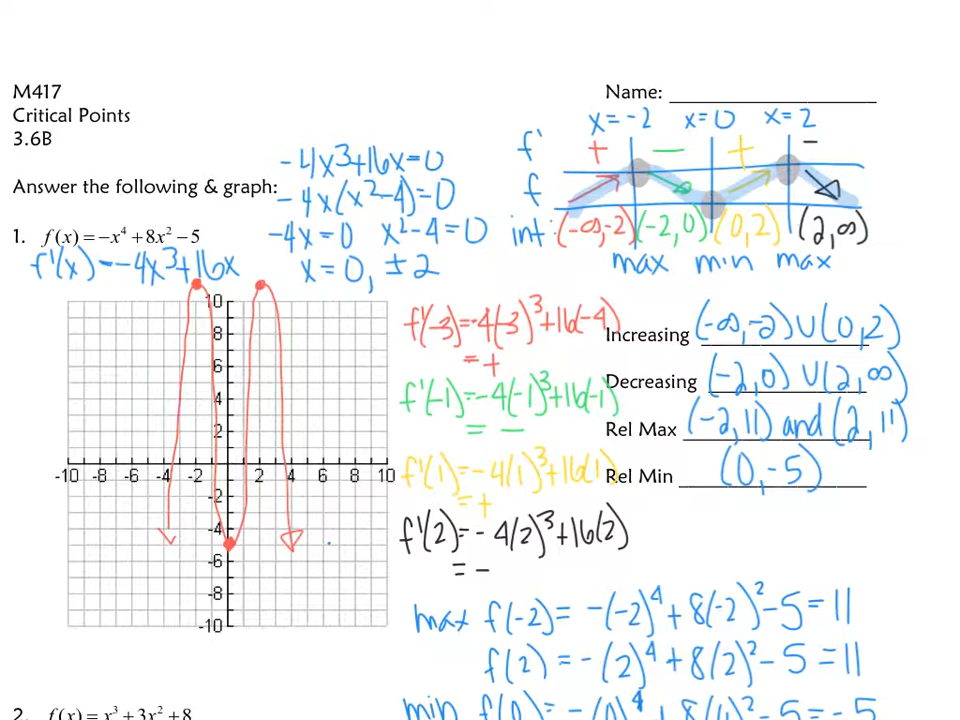 M417
Critical Points
3.6B
Name:
Answer the following & graph:
1. f(x) = −x⁴ + 8x² − 5
f'(x) = −4x³+16x
−4x³+16x=0
−4x(x²−4)=0
−4x=0 x²−4=0
x=0, ±2
x=−2 x=0 x=2
f' + − + −
f
int: (−∞,−2) (−2,0) (0,2) (2,∞)
max min max
f'(−3)=−4(−3)³+16(−4)
= +
f'(−1)=−4(−1)³+16(−1)
= −
f'(1)=−4(1)³+16(1)
= +
f'(2)=−4(2)³+16(2)
= −
Increasing (−∞,−2)∪(0,2)
Decreasing (−2,0)∪(2,∞)
Rel Max (−2,11) and (2,11)
Rel Min (0,−5)
10
8
6
4
2
-10 -8 -6 -4 -2 2 4 6 8 10
-2
-4
-6
-8
-10
max f(−2)= −(−2)⁴+8(−2)²−5=11
f(2)=−(2)⁴+8(2)²−5=11
min f(0)=−(0)⁴+8(0)²−5=−5
2. f(x) = x³ + 3x² + 8